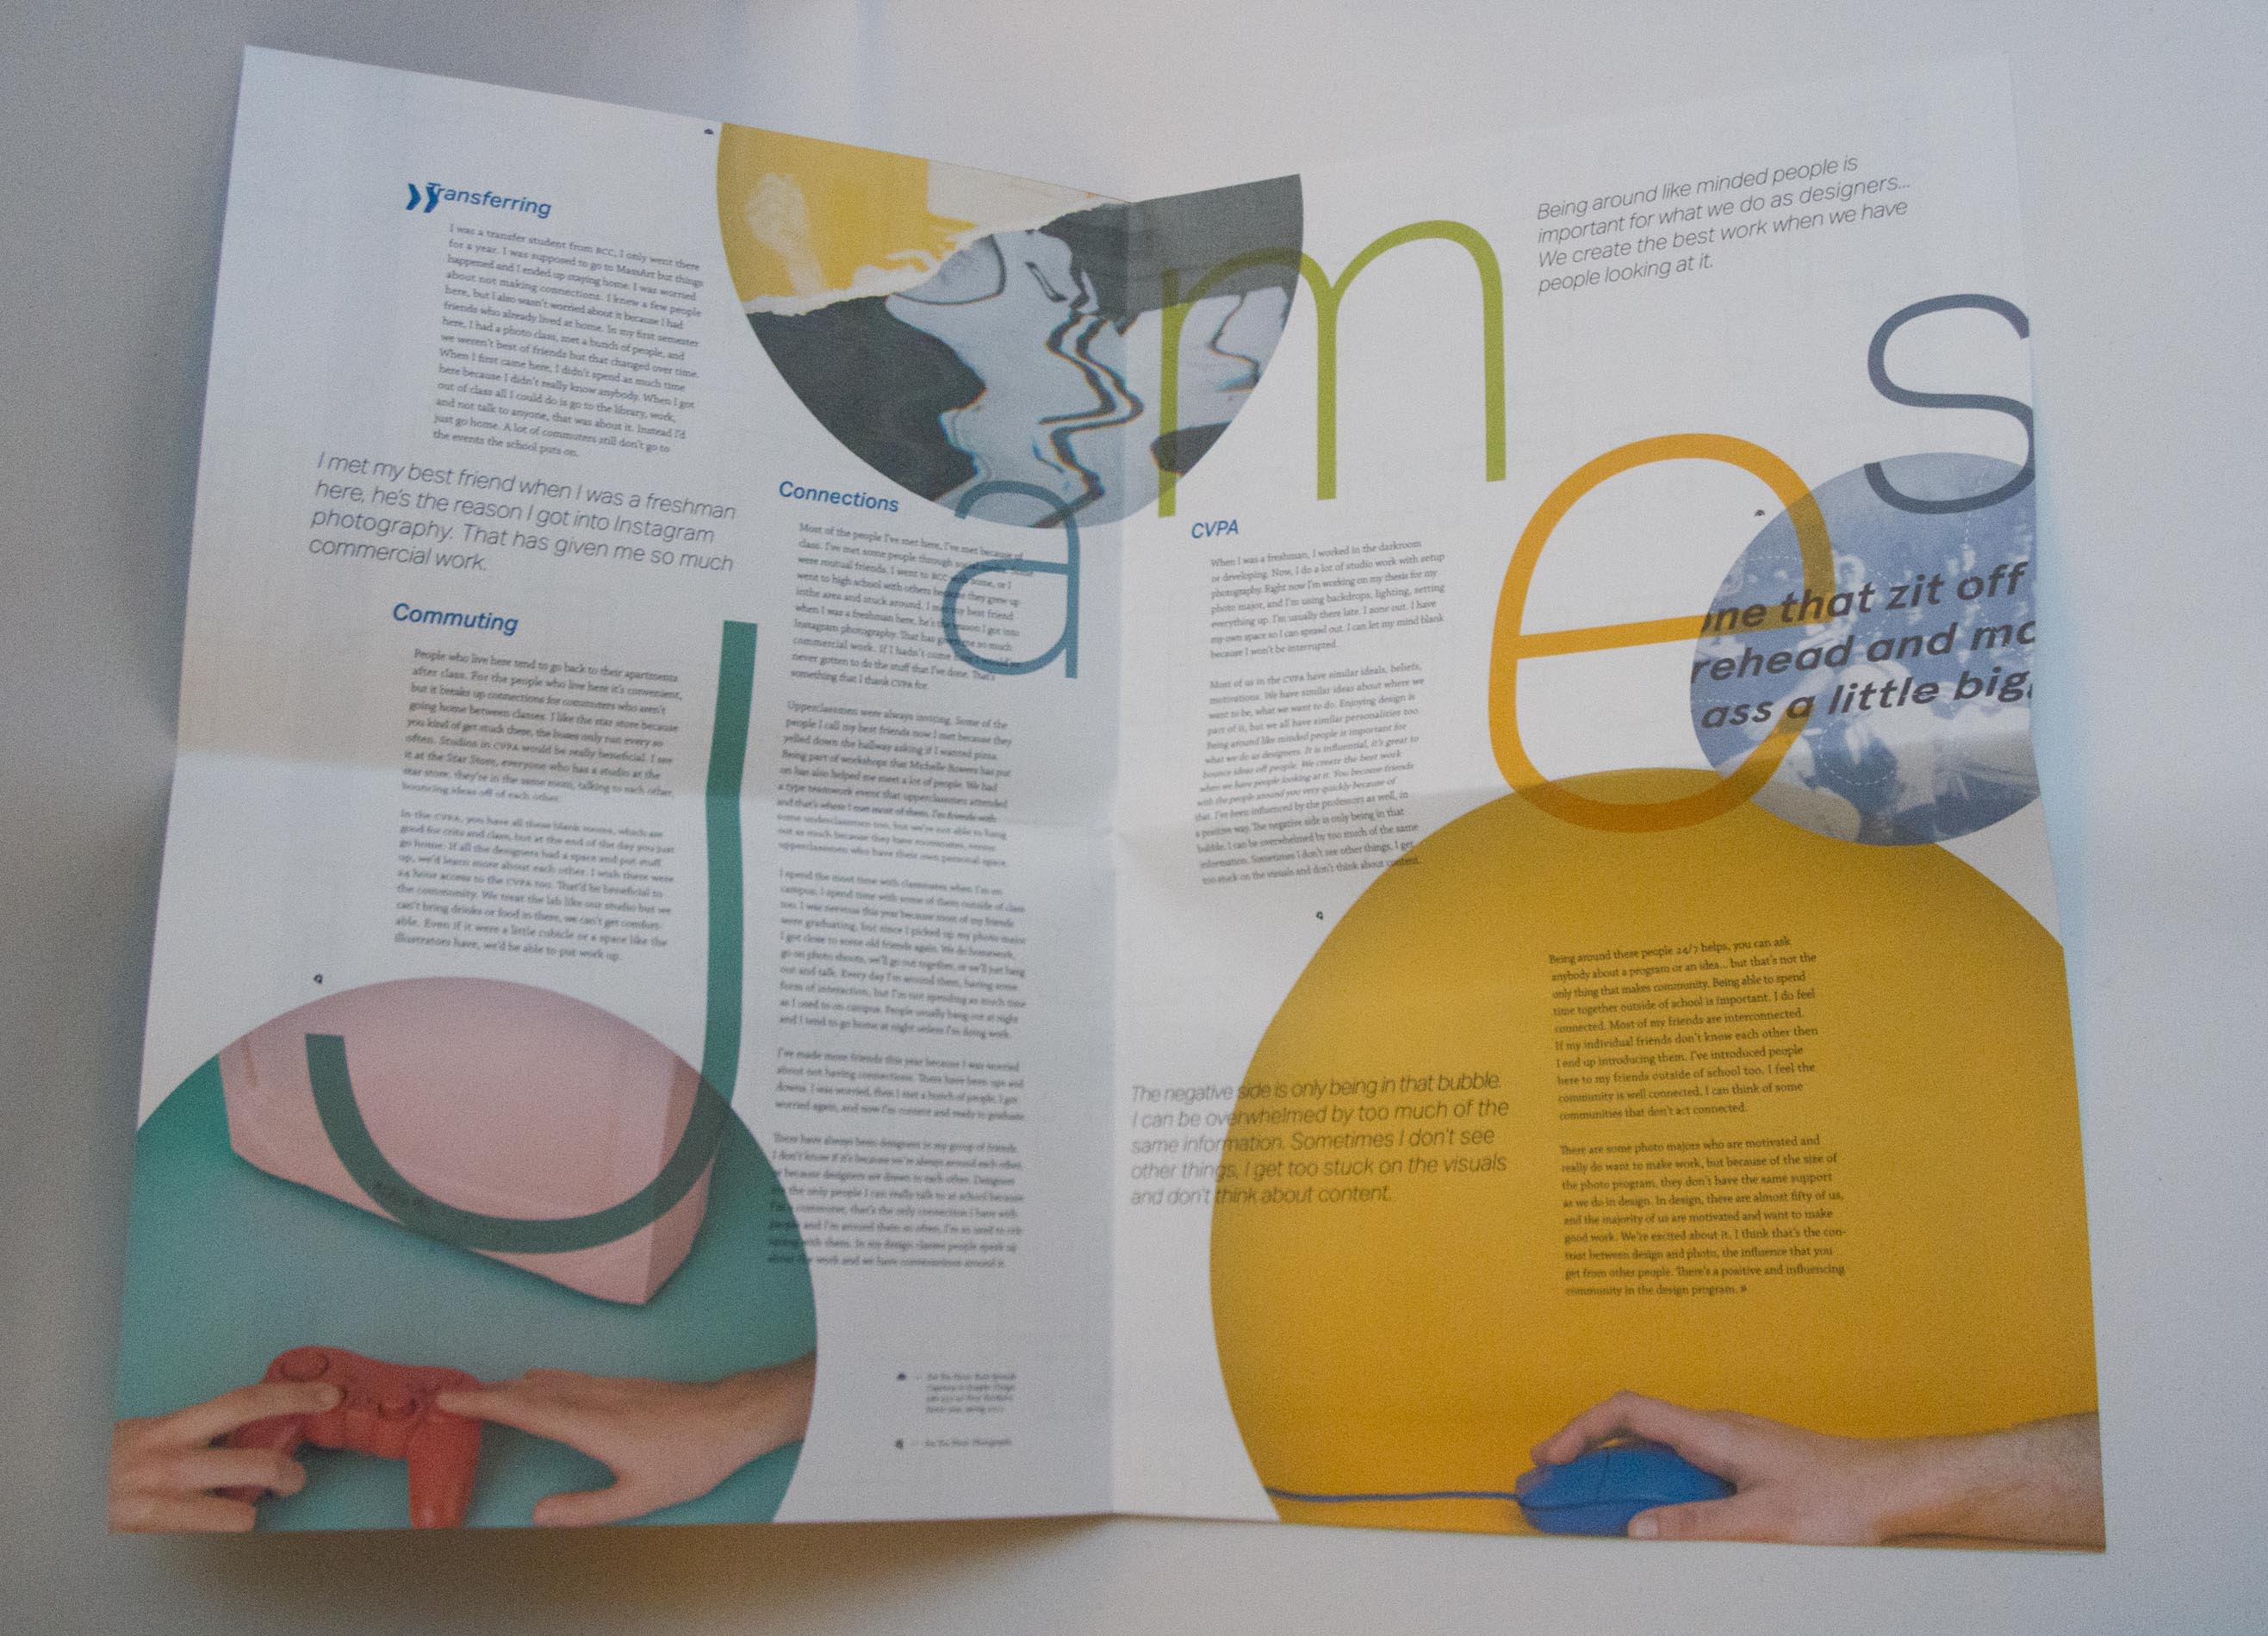 Transferring
I was a transfer student from BCC, I only went there
for a year. I was supposed to go to MassArt but things
happened and I ended up staying home. I was worried
about not making connections. I knew a few people
here, but I also wasn't worried about it because I had
friends who already lived at home. In my first semester
here, I had a photo class, met a bunch of people, and
we weren't best of friends but that changed over time.
When I first came here, I didn't spend as much time
here because I didn't really know anybody. When I got
out of class all I could do is go to the library, work,
and not talk to anyone, that was about it. Instead I'd
just go home. A lot of commuters still don't go to
the events the school puts on.
I met my best friend when I was a freshman
here, he's the reason I got into Instagram
photography. That has given me so much
commercial work.
Commuting
People who live here tend to go back to their apartments
after class. For the people who live here it's convenient,
but it breaks up connections for commuters who aren't
going home between classes. I like the star store because
you kind of get stuck there, the buses only run every so
often. Studios in CVPA would be really beneficial. I see
it at the Star Store, everyone who has a studio at the
star store, they're in the same room, talking to each other,
bouncing ideas off of each other.
In the CVPA, you have all these blank rooms, which are
good for crits and class, but at the end of the day you just
go home. If all the designers had a space and put stuff
up, we'd learn more about each other. I wish there were
24 hour access to the CVPA too. That'd be beneficial to
the community. We treat the lab like our studio but we
can't bring drinks or food in there, we can't get comfort-
able. Even if it were a little cubicle or a space like the
illustrators have, we'd be able to put work up.
Connections
Most of the people I've met here, I've met because of
class. I've met some people through
were mutual friends, I went to BCC with some, or I
went to high school with others because they grew up
inthe area and stuck around. I met my best friend
when I was a freshman here, he's the reason I got into
Instagram photography. That has given me so much
commercial work. If I hadn't come
never gotten to do the stuff that I've done. That's
something that I thank CVPA for.
Upperclassmen were always inviting. Some of the
people I call my best friends now I met because they
yelled down the hallway asking if I wanted pizza.
Being part of workshops that Michelle Bowers has put
on has also helped me meet a lot of people. We had
a type teamwork event that upperclassmen attended
and that's where I met most of them. I'm friends with
some underclassmen too, but we're not able to hang
out as much because they have roommates, senior
upperclassmen who have their own personal space.
I spend the most time with classmates when I'm on
campus, I spend time with some of them outside of class
too. I was nervous this year because most of my friends
were graduating, but since I picked up my photo major
I got close to some old friends again. We do homework,
go on photo shoots, we'll go out together, or we'll just hang
out and talk. Every day I'm around them, having some
form of interaction, but I'm not spending as much time
as I used to on campus. People usually hang out at night
and I tend to go home at night unless I'm doing work.
I've made more friends this year because I was worried
about not having connections. There have been ups and
downs. I was worried, then I met a bunch of people, I got
worried again, and now I'm content and ready to graduate.
There have always been designers in my group of friends.
I don't know if it's because we're always around each other,
or because designers are drawn to each other. Designers
are the only people I can really talk to at school because
I'm a commuter, that's the only connection I have with
people and I'm around them so often. I'm so used to
with them. In my design classes people speak up
about the work and we have conversations around it.
james
CVPA
When I was a freshman, I worked in the darkroom
or developing. Now, I do a lot of studio work with setup
photography. Right now I'm working on my thesis for my
photo major, and I'm using backdrops, lighting, setting
everything up. I'm usually there late. I zone out. I have
my own space so I can sprawl out. I can let my mind blank
because I won't be interrupted.
Most of us in the CVPA have similar ideals, beliefs,
motivations. We have similar ideas about where we
want to be, what we want to do. Enjoying design is
part of it, but we all have similar personalities too.
Being around like minded people is important for
what we do as designers. It is influential, it's great to
bounce ideas off people. We create the best work
when we have people looking at it. You become friends
with the people around you very quickly because of
that. I've been influenced by the professors as well, in
a positive way. The negative side is only being in that
bubble. I can be overwhelmed by too much of the same
information. Sometimes I don't see other things, I get
too stuck on the visuals and don't think about content.
Being around like minded people is
important for what we do as designers...
We create the best work when we have
people looking at it.
one that zit off
rehead and mo
ass a little big
The negative side is only being in that bubble.
I can be overwhelmed by too much of the
same information. Sometimes I don't see
other things, I get too stuck on the visuals
and don't think about content.
Being around these people 24/7 helps, you can ask
anybody about a program or an idea... but that's not the
only thing that makes community. Being able to spend
time together outside of school is important. I do feel
connected. Most of my friends are interconnected.
If my individual friends don't know each other then
I end up introducing them. I've introduced people
here to my friends outside of school too. I feel the
community is well connected. I can think of some
communities that don't act connected.
There are some photo majors who are motivated and
really do want to make work, but because of the size of
the photo program, they don't have the same support
as we do in design. In design, there are almost fifty of us,
and the majority of us are motivated and want to make
good work. We're excited about it. I think that's the con-
trast between design and photo, the influence that you
get from other people. There's a positive and influencing
community in the design program. »